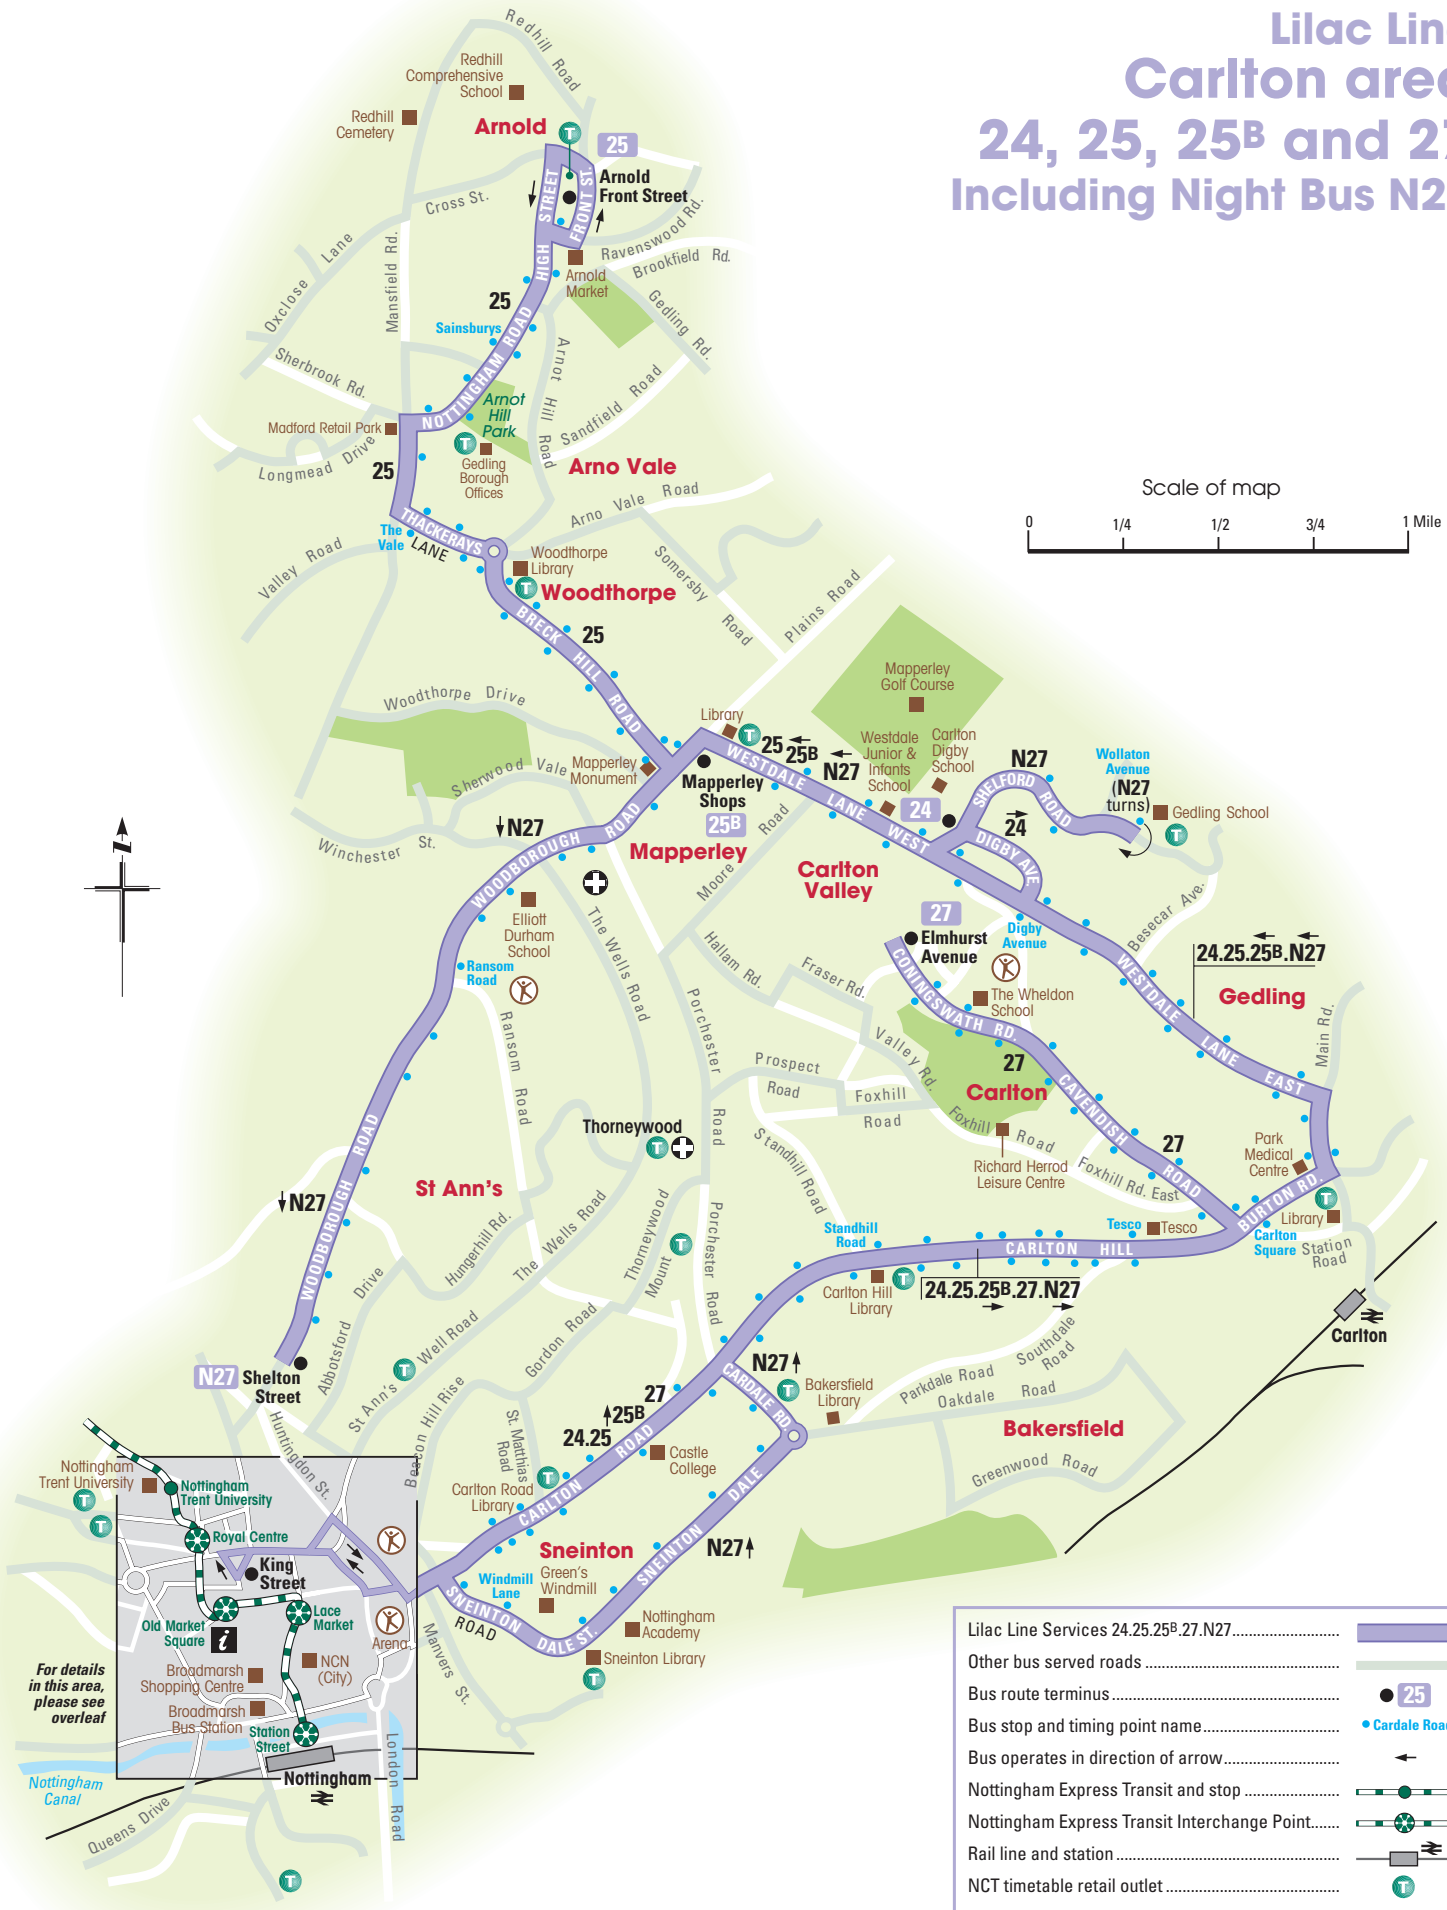 Lilac Lin
Carlton area
24, 25, 25B and 27
Including Night Bus N2
Redhill Road
Redhill
Comprehensive
School
Redhill
Cemetery
Arnold
T
25
Arnold
Front Street
HIGH STREET
FRONT ST.
Cross St.
Ravenswood Rd.
Brookfield Rd.
Oxclose Lane
Mansfield Rd.
Arnold
Market
Gedling Rd.
25
Sainsburys
NOTTINGHAM ROAD
Arnot Hill Road
Sherbrook Rd.
Sandfield Road
Arnot
Hill
Park
Madford Retail Park
Longmead Drive
T
Gedling
Borough
Offices
25
Arno Vale
Arno Vale Road
Scale of map
0
1/4
1/2
3/4
1 Mile
THACKERAYS
LANE
The
Vale
Valley Road
Woodthorpe
Library
T
Woodthorpe
Somersby Road
Plains Road
BRECK HILL ROAD
25
Woodthorpe Drive
Mapperley
Golf Course
Library
T
25
25B
N27
Westdale
Junior &
Infants
School
Carlton
Digby
School
N27
Wollaton
Avenue
(N27
turns)
Gedling School
T
Mapperley
Monument
Sherwood Vale
Mapperley
Shops
25B
WESTDALE LANE WEST
24
SHELFORD ROAD
24
DIGBY AVE.
N27
WOODBOROUGH ROAD
Winchester St.
Mapperley
Moore Road
Carlton
Valley
Elliott
Durham
School
The Wells Road
27
Elmhurst
Avenue
Digby
Avenue
Besecar Ave.
24.25.25B.N27
Ransom
Road
Hallam Rd.
Fraser Rd.
CONINGSWATH RD.
The Wheldon
School
WESTDALE LANE EAST
Gedling
Main Rd.
Ransom Road
Porchester Road
Valley Rd.
27
Prospect
Road
Foxhill
Road
Carlton
CAVENDISH ROAD
Foxhill Road
Thorneywood
T
Standhill Road
Richard Herrod
Leisure Centre
Foxhill Rd. East
27
Park
Medical
Centre
BURTON RD.
T
Library
St Ann's
N27
WOODBOROUGH ROAD
Hungerhill Rd.
The Wells Road
Thorneywood
Mount
T
Porchester Road
Standhill
Road
Tesco
Tesco
Carlton
Square
Station
Road
CARLTON HILL
Carlton Hill
Library
T
24.25.25B.27.N27
Carlton
Abbotsford Drive
Gordon Road
Southdale
Road
N27
Shelton
Street
T
St Ann's Well Road
N27
CARDALE RD.
T
Bakersfield
Library
Parkdale Road
Oakdale Road
Bakersfield
Greenwood Road
27
25B
24.25
Huntingdon St.
Beacon Hill Rise
St. Matthias
Road
CARLTON ROAD
Castle
College
Carlton Road
Library
T
Nottingham
Trent University
T
T
Nottingham
Trent University
Royal Centre
King
Street
Sneinton
Green's
Windmill
Windmill
Lane
SNEINTON DALE
N27
SNEINTON
ROAD
DALE ST.
Nottingham
Academy
Sneinton Library
T
Manvers St.
Old Market
Square
i
Lace
Market
Arena
NCN
(City)
Broadmarsh
Shopping Centre
Broadmarsh
Bus Station
Station
Street
For details
in this area,
please see
overleaf
Nottingham
Canal
Nottingham
London Road
Queens Drive
T
Lilac Line Services 24.25.25B.27.N27
Other bus served roads
Bus route terminus
25
Bus stop and timing point name
Cardale Road
Bus operates in direction of arrow
Nottingham Express Transit and stop
Nottingham Express Transit Interchange Point
Rail line and station
NCT timetable retail outlet
T